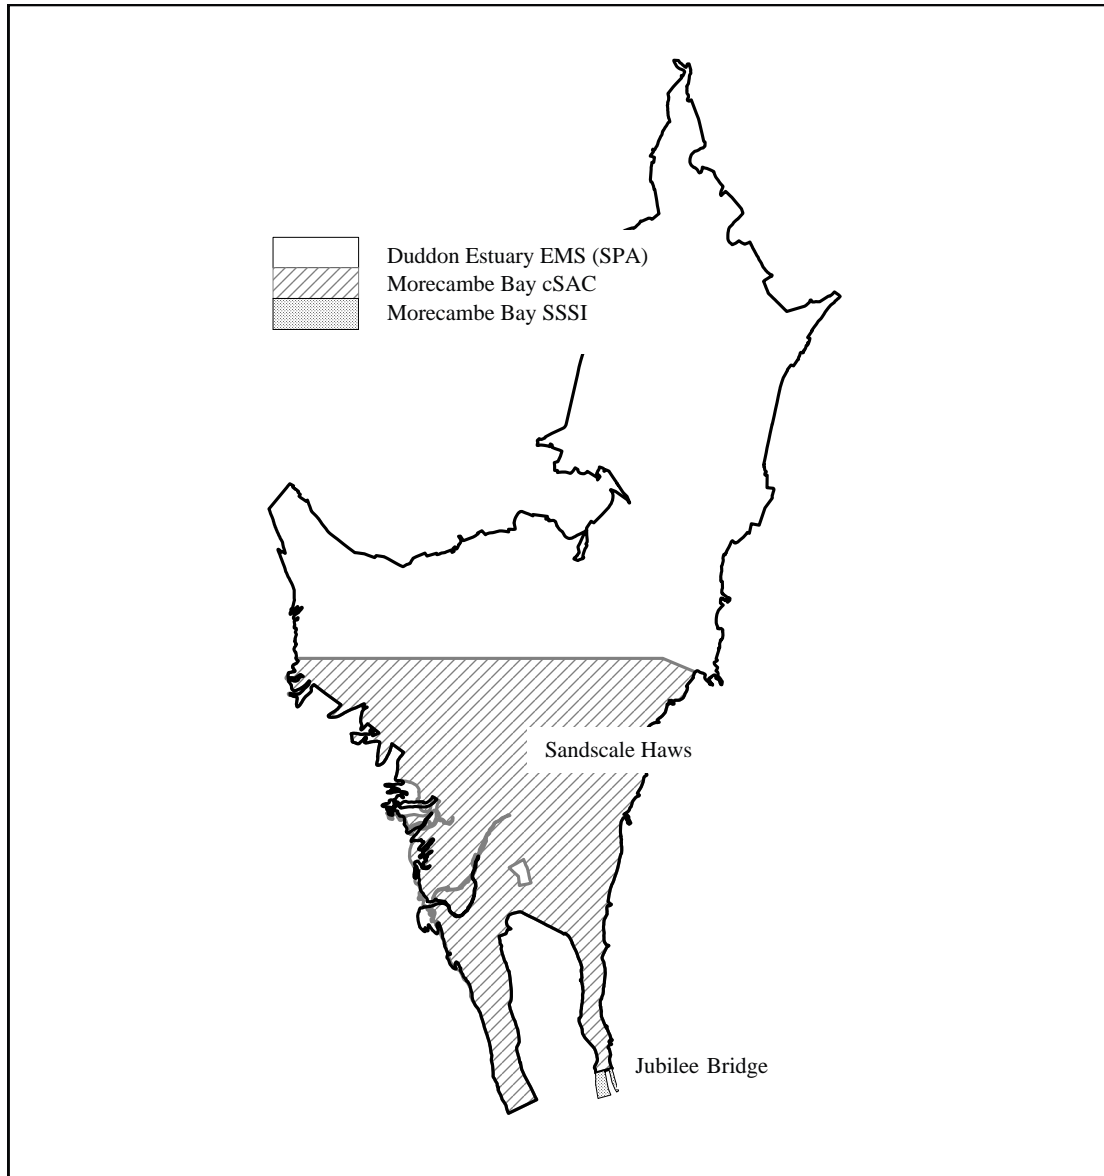 Duddon Estuary EMS (SPA)
Morecambe Bay cSAC
Morecambe Bay SSSI
Sandscale Haws
Jubilee Bridge